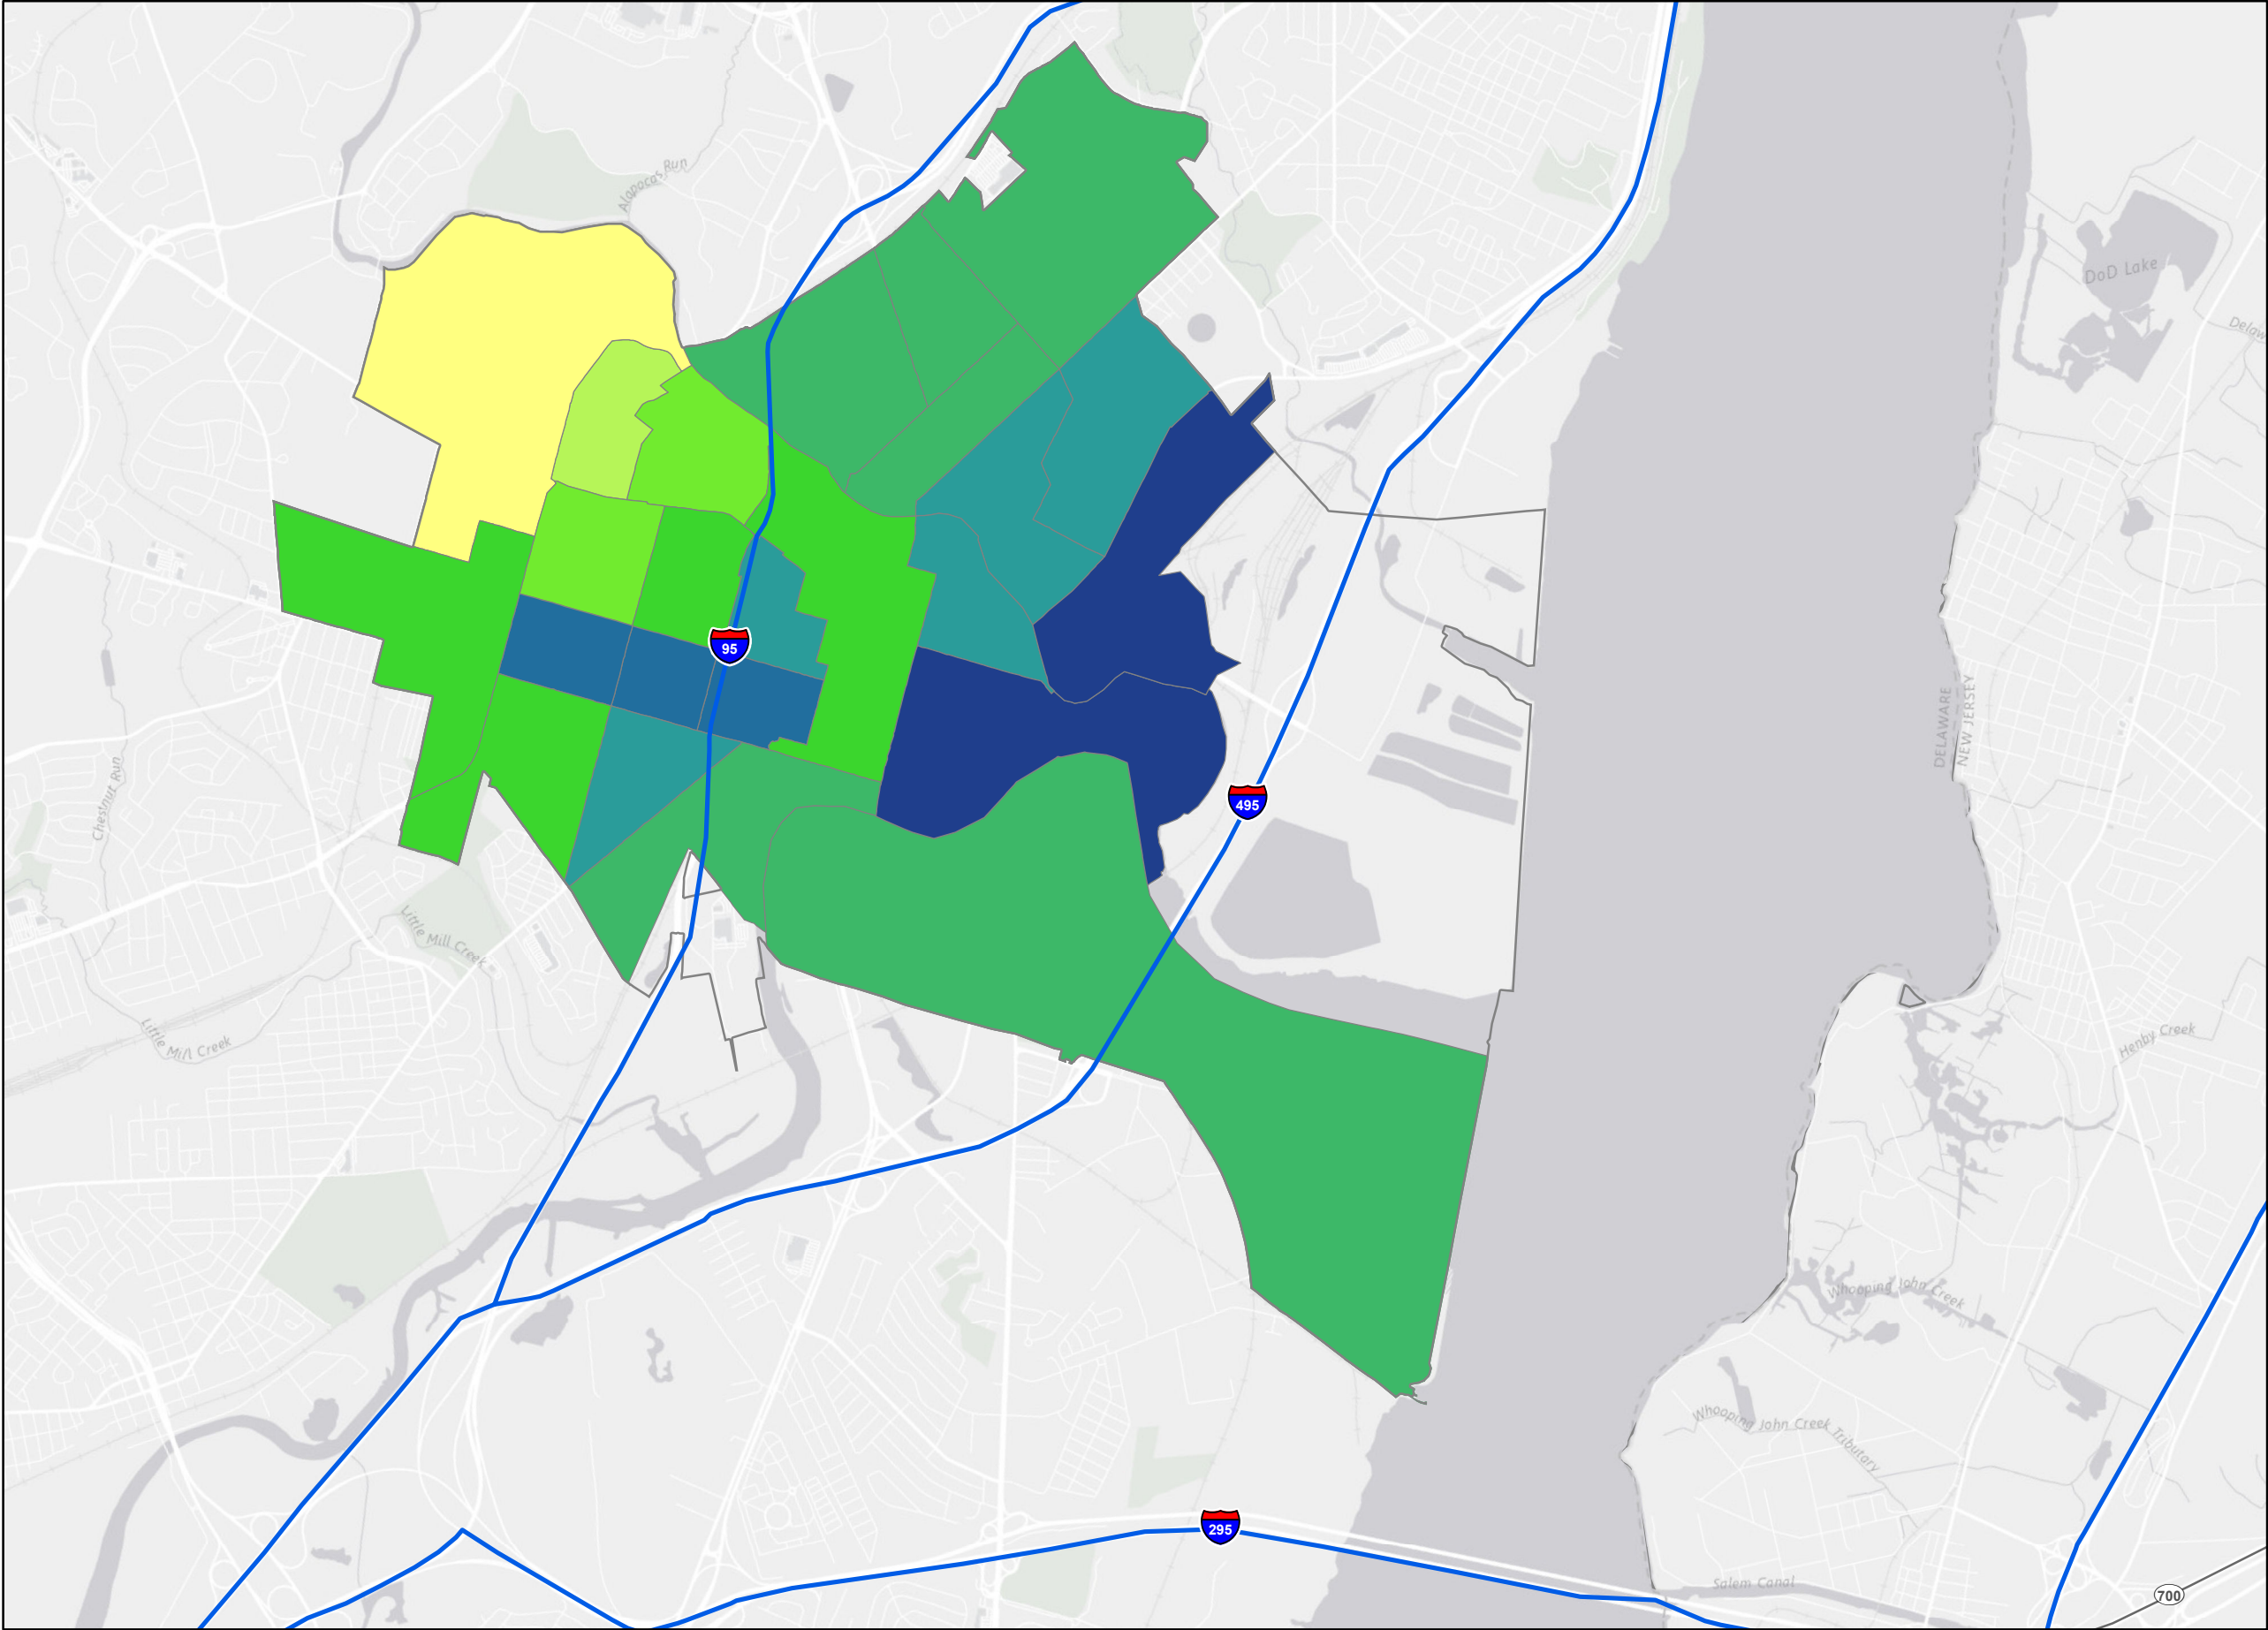 Alapocas Run
DoD Lake
Delaw
95
DELAWARE
NEW JERSEY
Chestnut Run
495
Little Mill Creek
Little Mill Creek
Henby Creek
Whooping John Creek
Whooping John Creek Tributary
295
Salem Canal
700